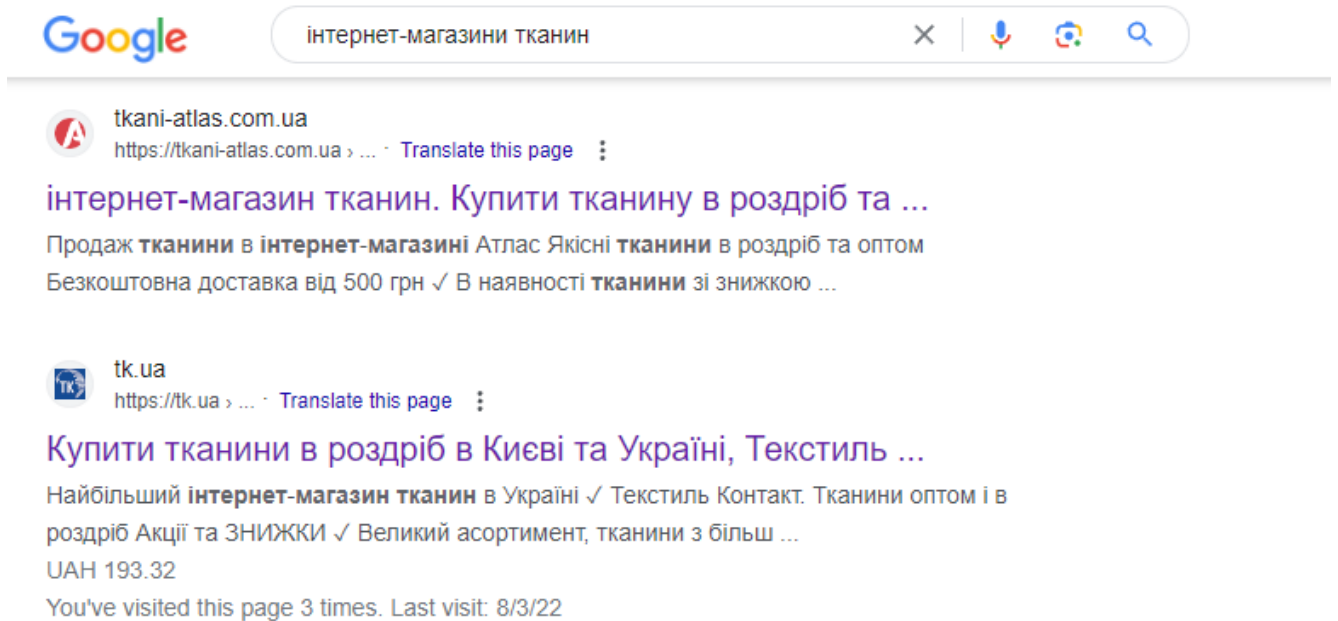 Google
інтернет-магазини тканин
tkani-atlas.com.ua
https://tkani-atlas.com.ua › ... · Translate this page
інтернет-магазин тканин. Купити тканину в роздріб та ...
Продаж тканини в інтернет-магазині Атлас Якісні тканини в роздріб та оптом
Безкоштовна доставка від 500 грн ✓ В наявності тканини зі знижкою ...
TK
tk.ua
https://tk.ua › ... · Translate this page
Купити тканини в роздріб в Києві та Україні, Текстиль ...
Найбільший інтернет-магазин тканин в Україні ✓ Текстиль Контакт. Тканини оптом і в
роздріб Акції та ЗНИЖКИ ✓ Великий асортимент, тканини з більш ...
UAH 193.32
You've visited this page 3 times. Last visit: 8/3/22